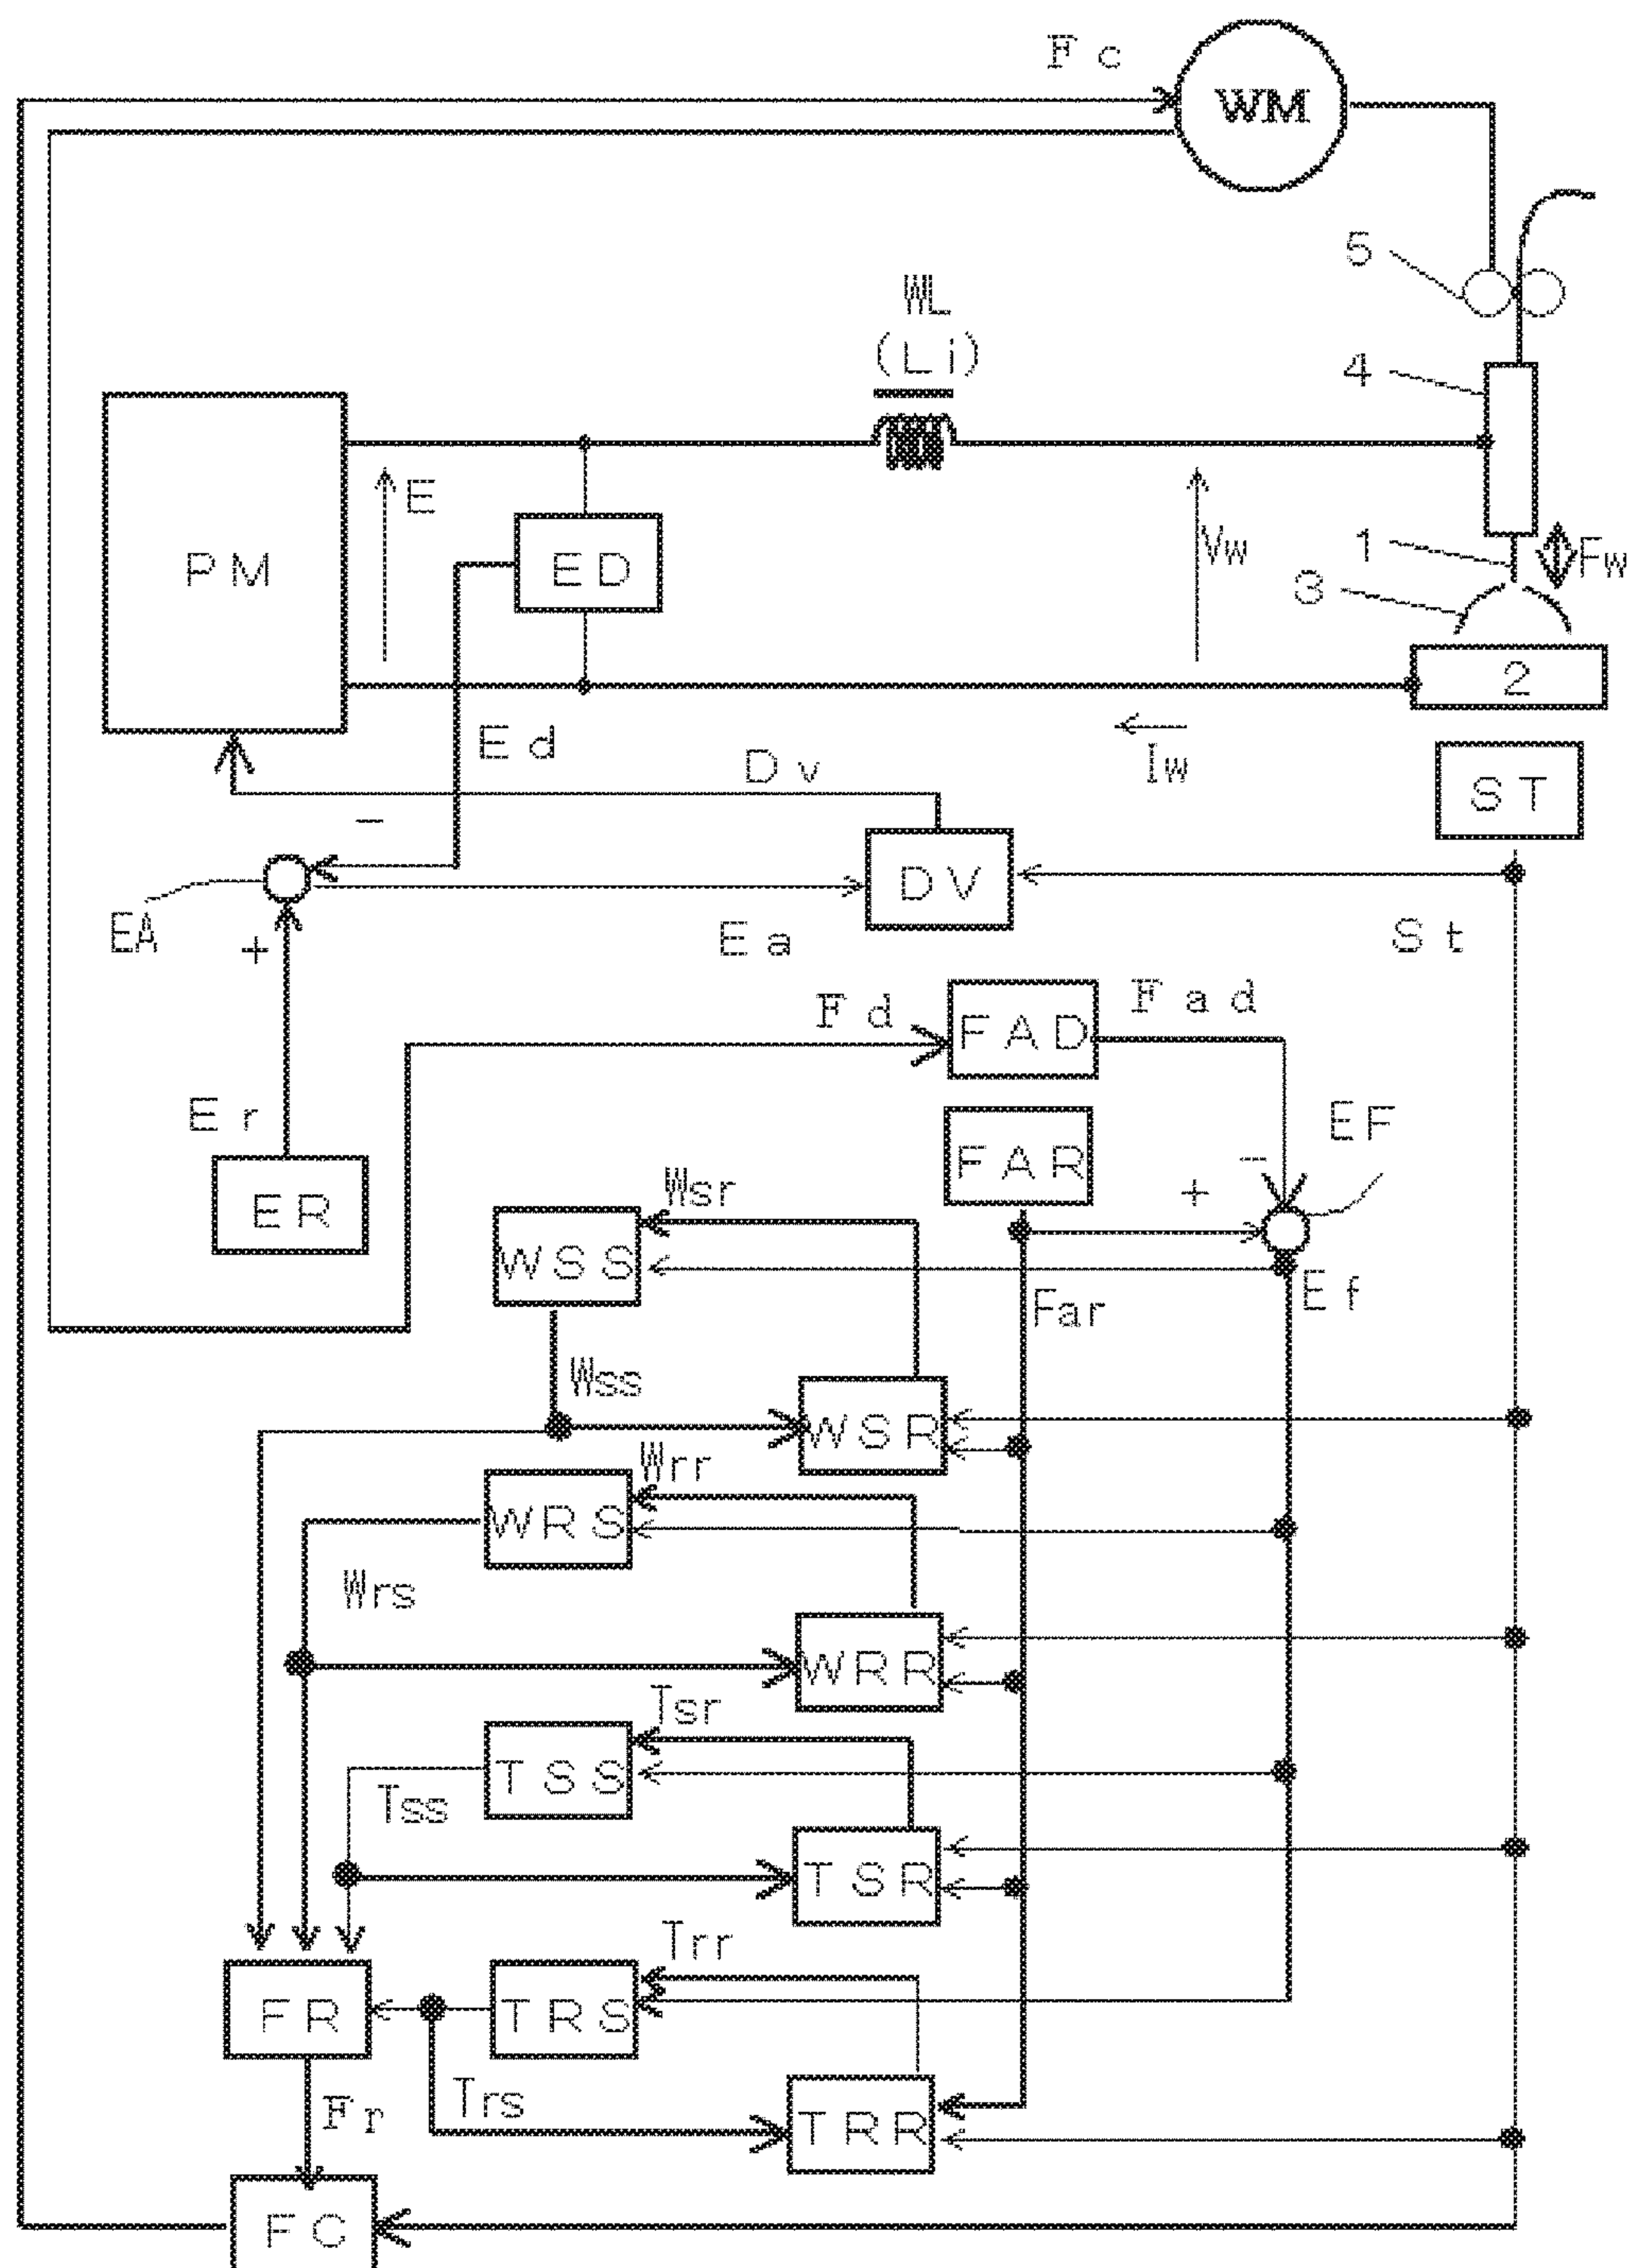 Fc
WM
5
WL
(Li)
4
E
PM
ED
Vw
1
Fw
3
2
Ed
Dv
Iw
ST
−
DV
EA
+
Ea
St
Fd
FAD
Fad
Er
FAR
EF
−
+
ER
Wsr
WSS
Far
Ef
Wss
WSR
Wrr
WRS
Wrs
WRR
Tsr
TSS
Tss
TSR
Trr
FR
TRS
Trs
Fr
TRR
FC